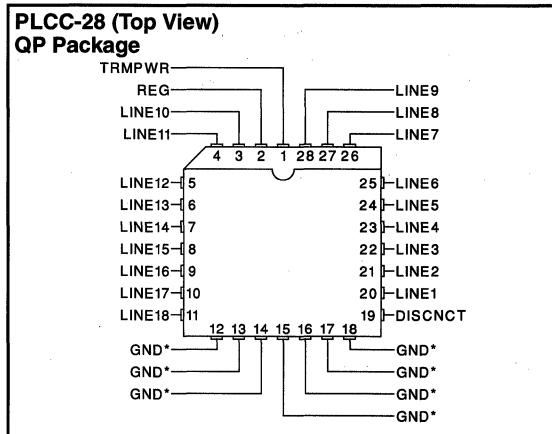 PLCC-28 (Top View)
QP Package
TRMPWR
REG
LINE10
LINE11
LINE9
LINE8
LINE7
4 3 2 1 28 27 26
LINE12 5
LINE13 6
LINE14 7
LINE15 8
LINE16 9
LINE17 10
LINE18 11
25 LINE6
24 LINE5
23 LINE4
22 LINE3
21 LINE2
20 LINE1
19 DISCNCT
12 13 14 15 16 17 18
GND*
GND*
GND*
GND*
GND*
GND*
GND*